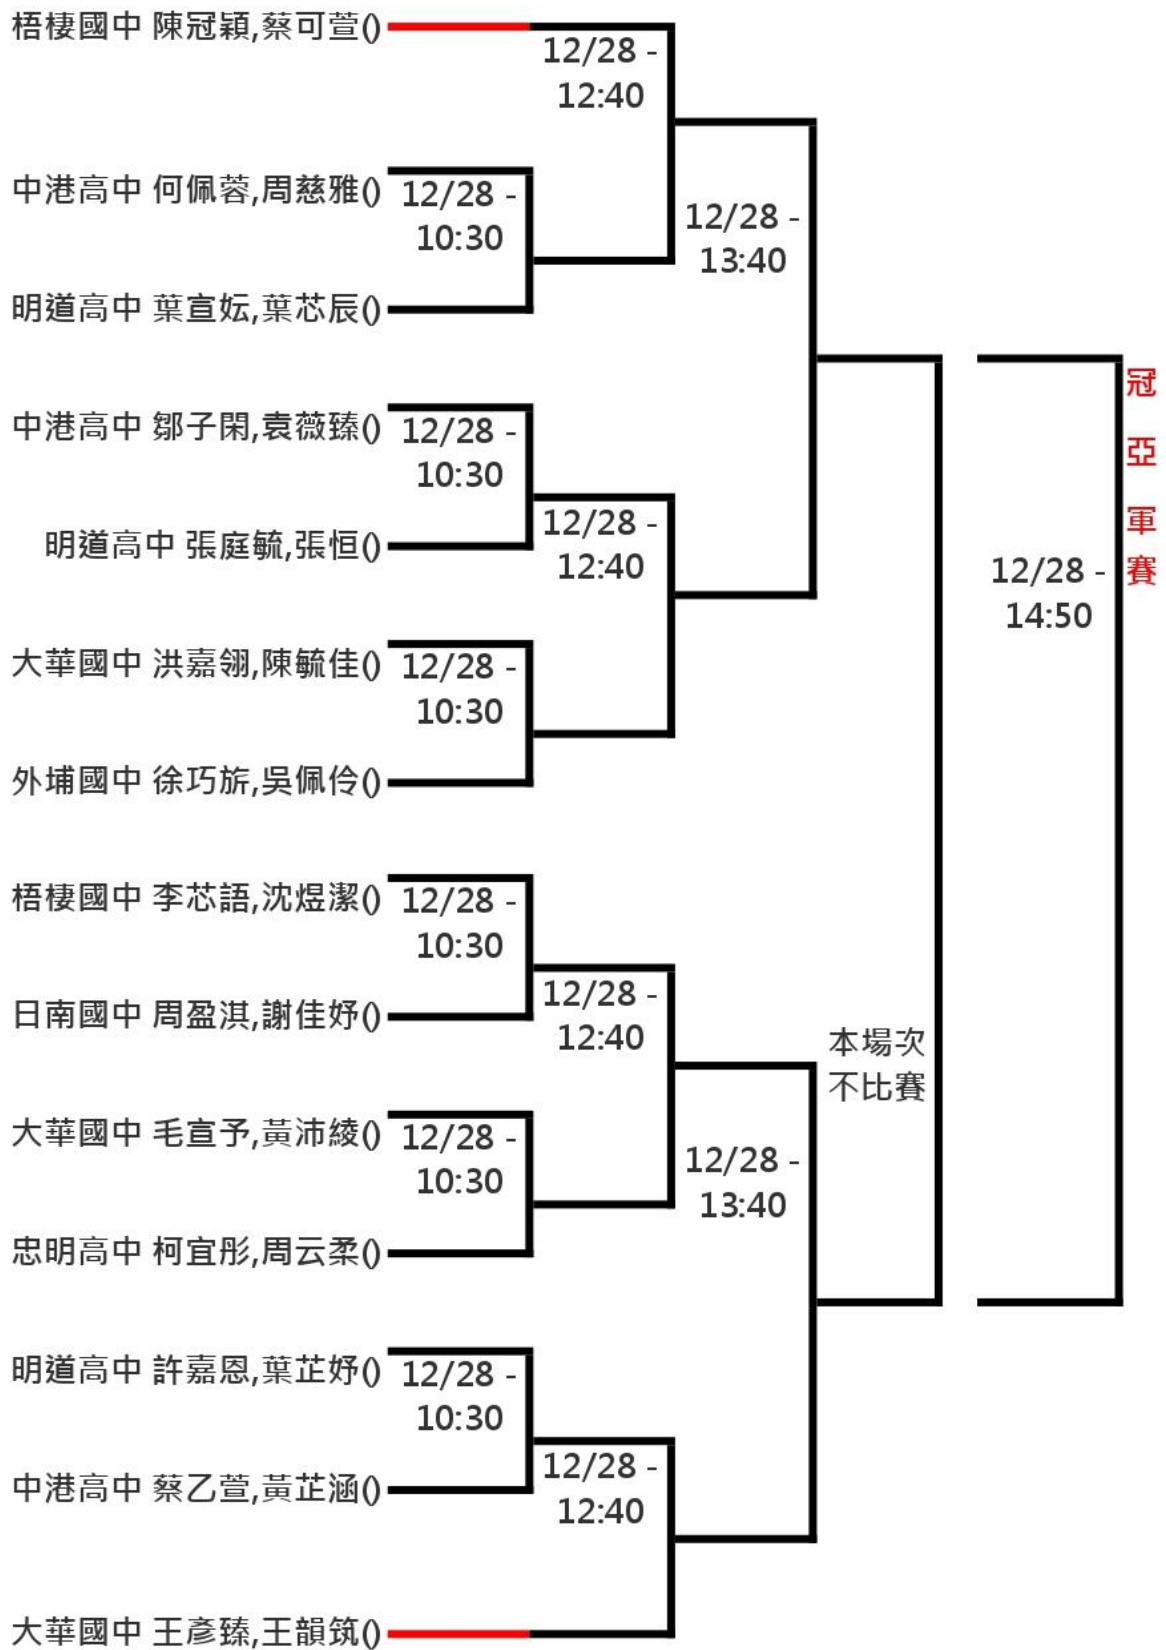 梧棲國中 陳冠穎,蔡可萱()
12/28 -
12:40
中港高中 何佩蓉,周慈雅()
12/28 -
10:30
12/28 -
13:40
明道高中 葉宣妘,葉芯辰()
中港高中 鄒子閑,袁薇臻()
12/28 -
10:30
明道高中 張庭毓,張恒()
12/28 -
12:40
冠
亞
軍
賽
12/28 -
14:50
大華國中 洪嘉翎,陳毓佳()
12/28 -
10:30
外埔國中 徐巧旂,吳佩伶()
梧棲國中 李芯語,沈煜潔()
12/28 -
10:30
日南國中 周盈淇,謝佳妤()
12/28 -
12:40
本場次
不比賽
大華國中 毛宣予,黃沛綾()
12/28 -
10:30
12/28 -
13:40
忠明高中 柯宜彤,周云柔()
明道高中 許嘉恩,葉芷妤()
12/28 -
10:30
中港高中 蔡乙萱,黃芷涵()
12/28 -
12:40
大華國中 王彥臻,王韻筑()